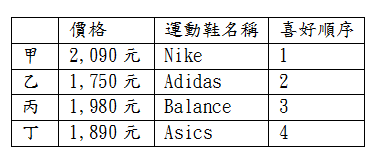 價格 運動鞋名稱 喜好順序
甲 2,090 元 Nike 1
乙 1,750 元 Adidas 2
丙 1,980 元 Balance 3
丁 1,890 元 Asics 4